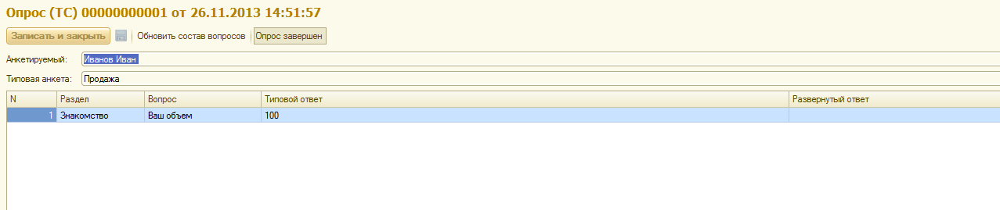 Опрос (ТС) 00000000001 от 26.11.2013 14:51:57
Записать и закрыть Обновить состав вопросов Опрос завершен
Анкетируемый: Иванов Иван
Типовая анкета: Продажа
N Раздел Вопрос Типовой ответ Развернутый ответ
1 Знакомство Ваш объем 100